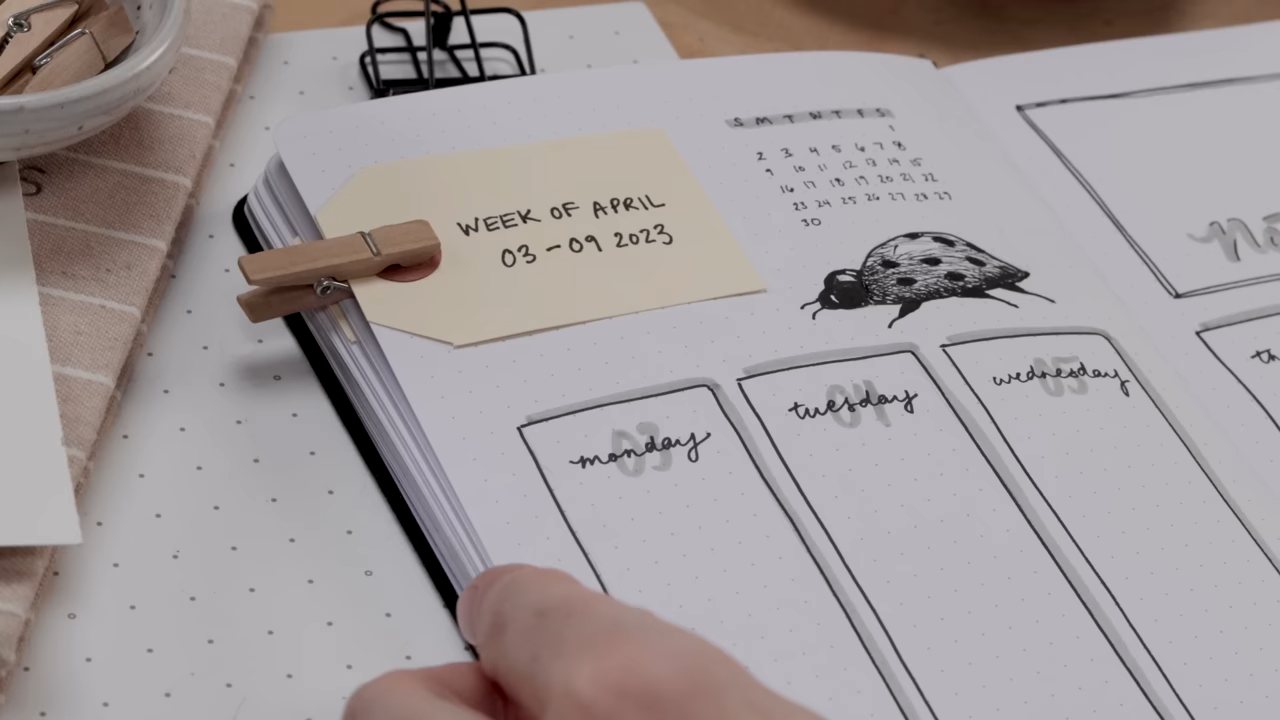 WEEK OF APRIL
03 - 09 2023
S M T W T F S
1
2 3 4 5 6 7 8
9 10 11 12 13 14 15
16 17 18 19 20 21 22
23 24 25 26 27 28 29
30
03
monday
04
tuesday
05
wednesday
S